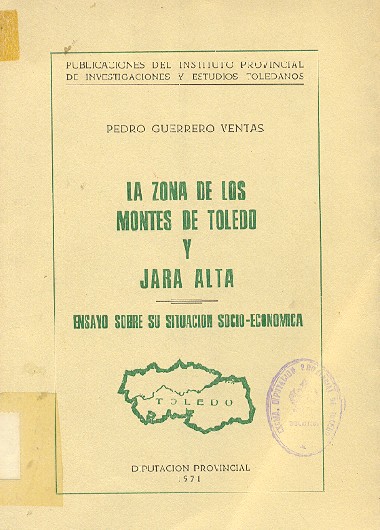 PUBLICACIONES DEL INSTITUTO PROVINCIAL
DE INVESTIGACIONES Y ESTUDIOS TOLEDANOS
PEDRO GUERRERO VENTAS
LA ZONA DE LOS
MONTES DE TOLEDO
Y
JARA ALTA
ENSAYO SOBRE SU SITUACION SOCIO-ECONOMICA
TOLEDO
DIPUTACION PROVINCIAL
1971